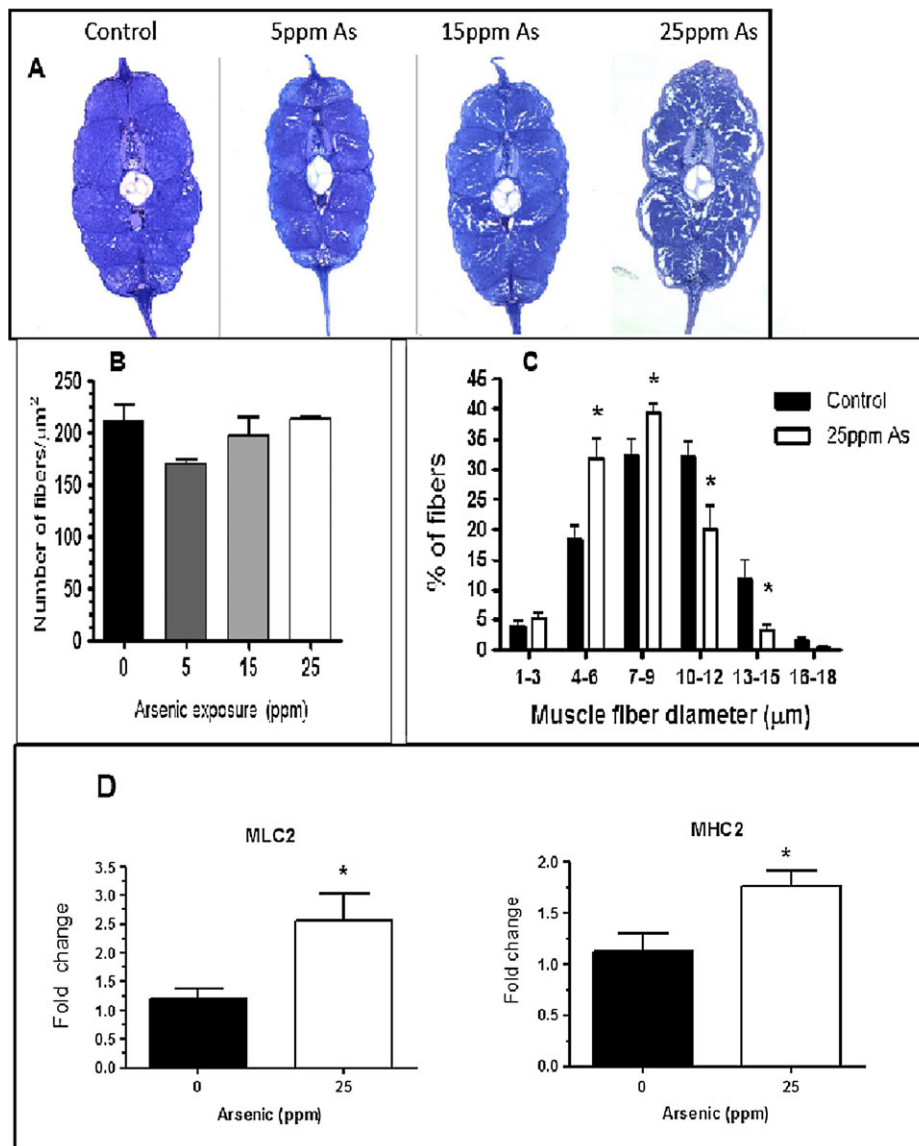 Control 5ppm As 15ppm As 25ppm As
A
B
Number of fibers/μm²
250
200
150
100
50
0
0 5 15 25
Arsenic exposure (ppm)
C
% of fibers
45
40
35
30
25
20
15
10
5
0
* * * *
Control
25ppm As
1-3 4-6 7-9 10-12 13-15 16-18
Muscle fiber diameter (μm)
D
MLC2
Fold change
3.5
3.0
2.5
2.0
1.5
1.0
0.5
0.0
*
0 25
Arsenic (ppm)
MHC2
Fold change
2.0
1.5
1.0
0.5
0.0
*
0 25
Arsenic (ppm)